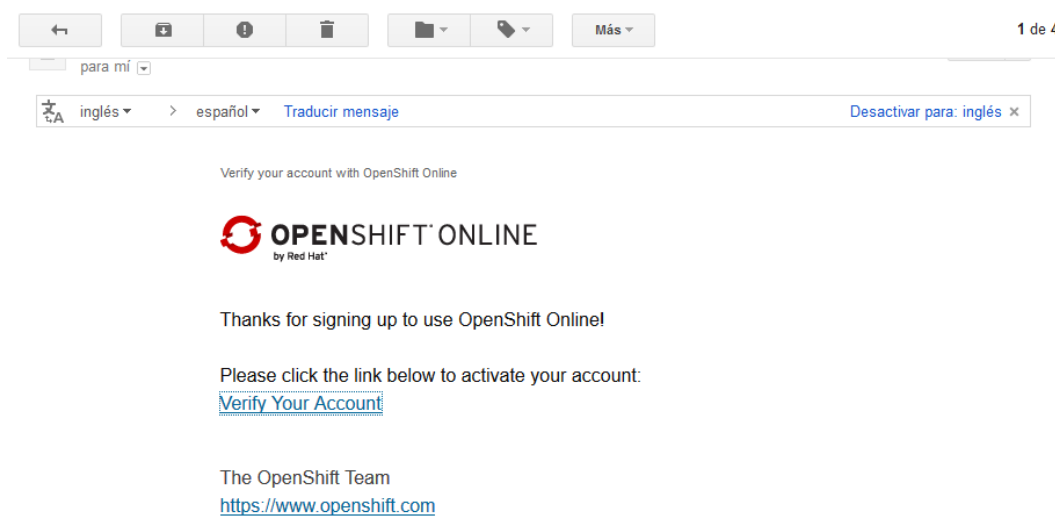 Más
1 de 4
para mí
inglés > español Traducir mensaje Desactivar para: inglés ×
Verify your account with OpenShift Online
OPENSHIFT ONLINE
by Red Hat
Thanks for signing up to use OpenShift Online!
Please click the link below to activate your account:
Verify Your Account
The OpenShift Team
https://www.openshift.com